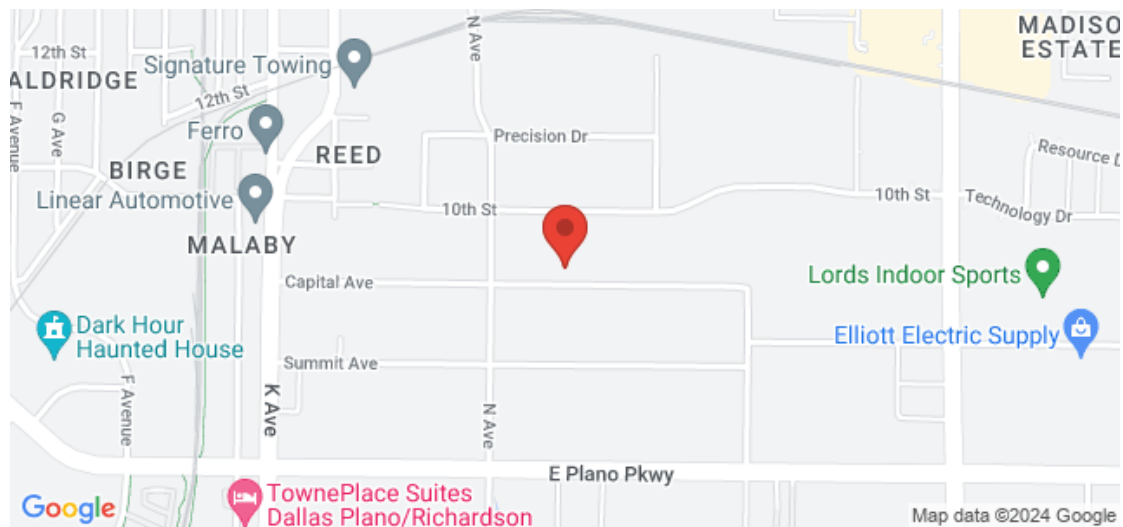 12th St
N Ave
MADISO
ESTATE
ALDRIDGE
Signature Towing
12th St
F Avenue
G Ave
Ferro
Precision Dr
REED
BIRGE
Resource D
Linear Automotive
10th St
10th St
Technology Dr
MALABY
Capital Ave
Lords Indoor Sports
Dark Hour
Haunted House
Elliott Electric Supply
Summit Ave
F Avenue
K Ave
N Ave
E Plano Pkwy
TownePlace Suites
Dallas Plano/Richardson
Google
Map data ©2024 Google